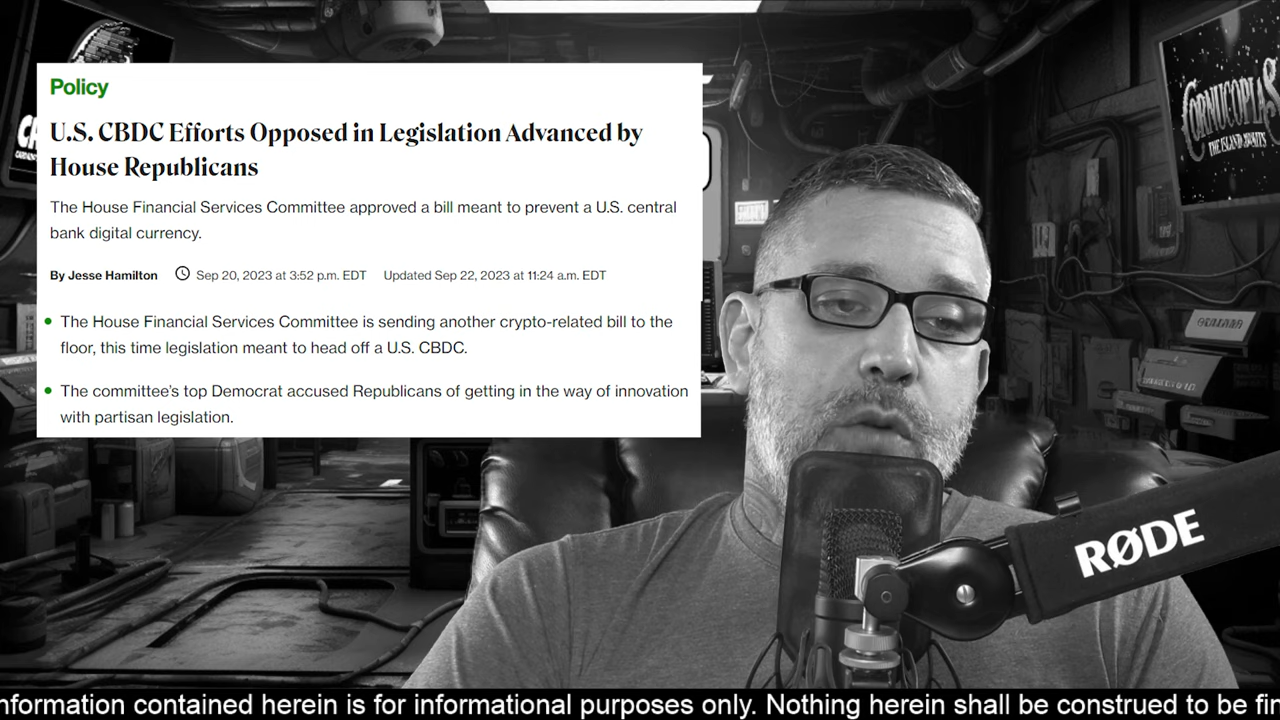 Policy
U.S. CBDC Efforts Opposed in Legislation Advanced by
House Republicans
The House Financial Services Committee approved a bill meant to prevent a U.S. central
bank digital currency.
By Jesse Hamilton Sep 20, 2023 at 3:52 p.m. EDT Updated Sep 22, 2023 at 11:24 a.m. EDT
The House Financial Services Committee is sending another crypto-related bill to the
floor, this time legislation meant to head off a U.S. CBDC.
The committee's top Democrat accused Republicans of getting in the way of innovation
with partisan legislation.
CORNUCOPIAS
THE ISLAND AWAITS
RØDE
nformation contained herein is for informational purposes only. Nothing herein shall be construed to be fin